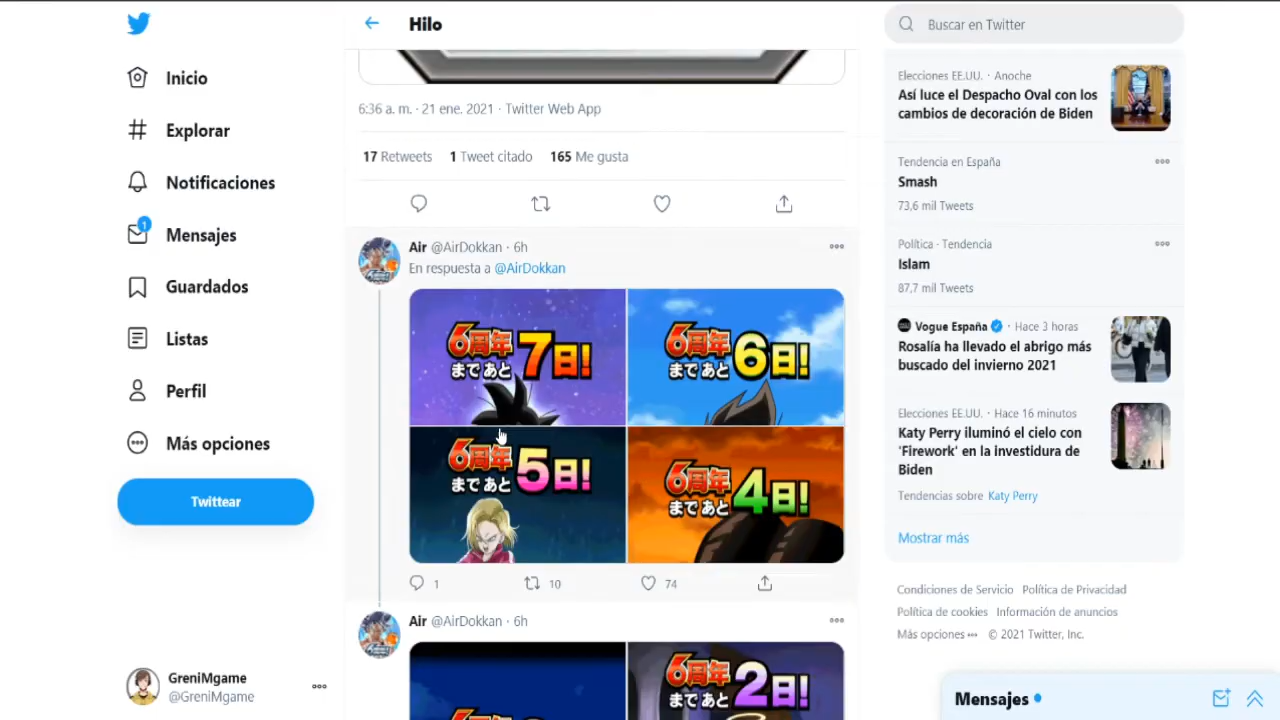 Inicio
Explorar
Notificaciones
1
Mensajes
Guardados
Listas
Perfil
Más opciones
Twittear
GreniMgame
@GreniMgame
Hilo
6:36 a. m. · 21 ene. 2021 · Twitter Web App
17 Retweets 1 Tweet citado 165 Me gusta
Air @AirDokkan · 6h
En respuesta a @AirDokkan
6周年
まであと7日!
6周年
まであと6日!
6周年
まであと5日!
6周年
まであと4日!
1 10 74
Air @AirDokkan · 6h
6周年
まであと2日!
Buscar en Twitter
Elecciones EE.UU. · Anoche
Así luce el Despacho Oval con los
cambios de decoración de Biden
Tendencia en España
Smash
73,6 mil Tweets
Política · Tendencia
Islam
87,7 mil Tweets
Vogue España · Hace 3 horas
Rosalía ha llevado el abrigo más
buscado del invierno 2021
Elecciones EE.UU. · Hace 16 minutos
Katy Perry iluminó el cielo con
'Firework' en la investidura de
Biden
Tendencias sobre Katy Perry
Mostrar más
Condiciones de Servicio Política de Privacidad
Política de cookies Información de anuncios
Más opciones © 2021 Twitter, Inc.
Mensajes